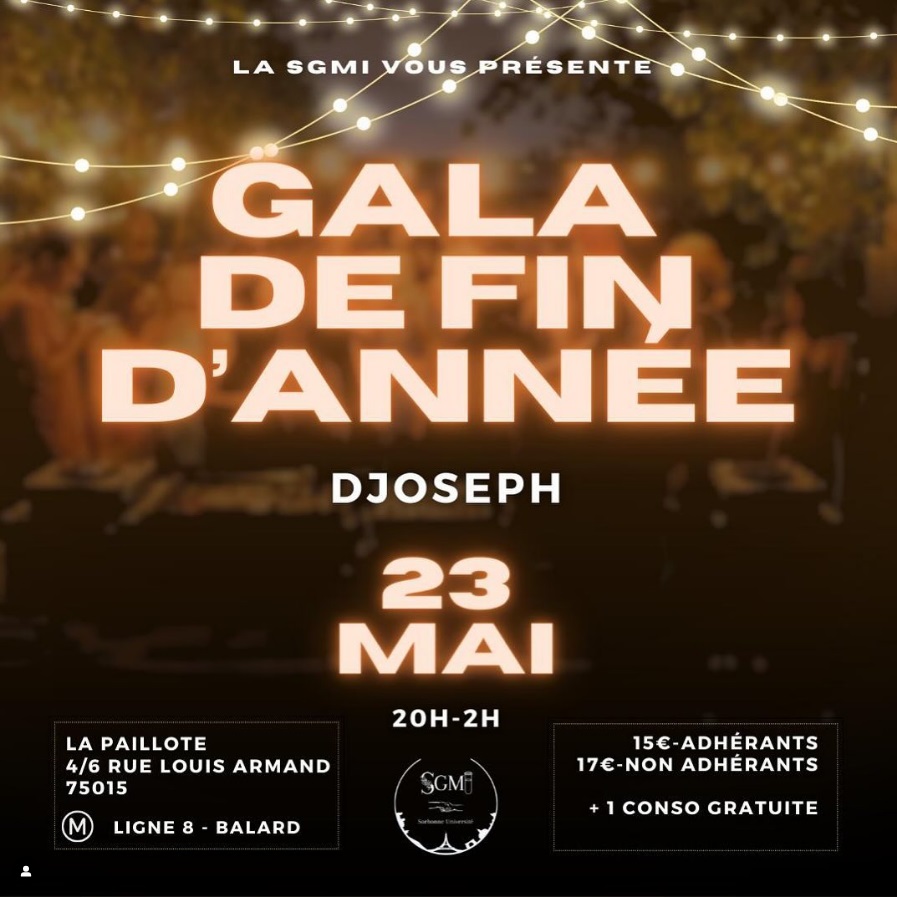 LA SGMI VOUS PRÉSENTE
GALA
DE FIN
D'ANNÉE
DJOSEPH
23
MAI
20H-2H
LA PAILLOTE
4/6 RUE LOUIS ARMAND
75015
M LIGNE 8 - BALARD
SGMI
Sorbonne Université
15€-ADHÉRANTS
17€-NON ADHÉRANTS
+ 1 CONSO GRATUITE